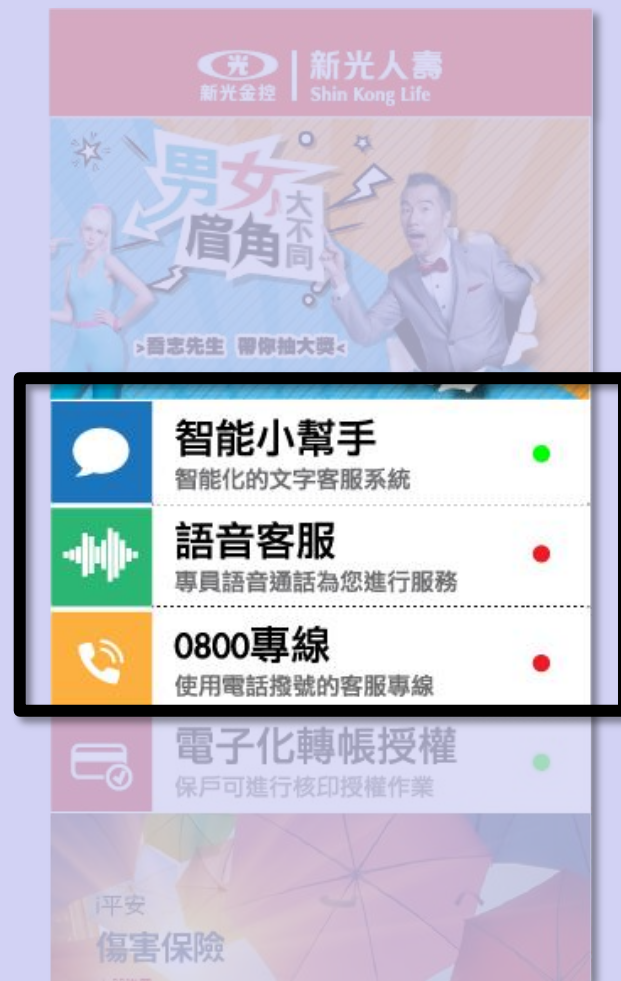 光
新光金控
新光人壽
Shin Kong Life
男女大不同
眉角
>喬志先生 帶你抽大獎<
智能小幫手
智能化的文字客服系統
語音客服
專員語音通話為您進行服務
0800專線
使用電話撥號的客服專線
電子化轉帳授權
保戶可進行核印授權作業
i平安
傷害保險